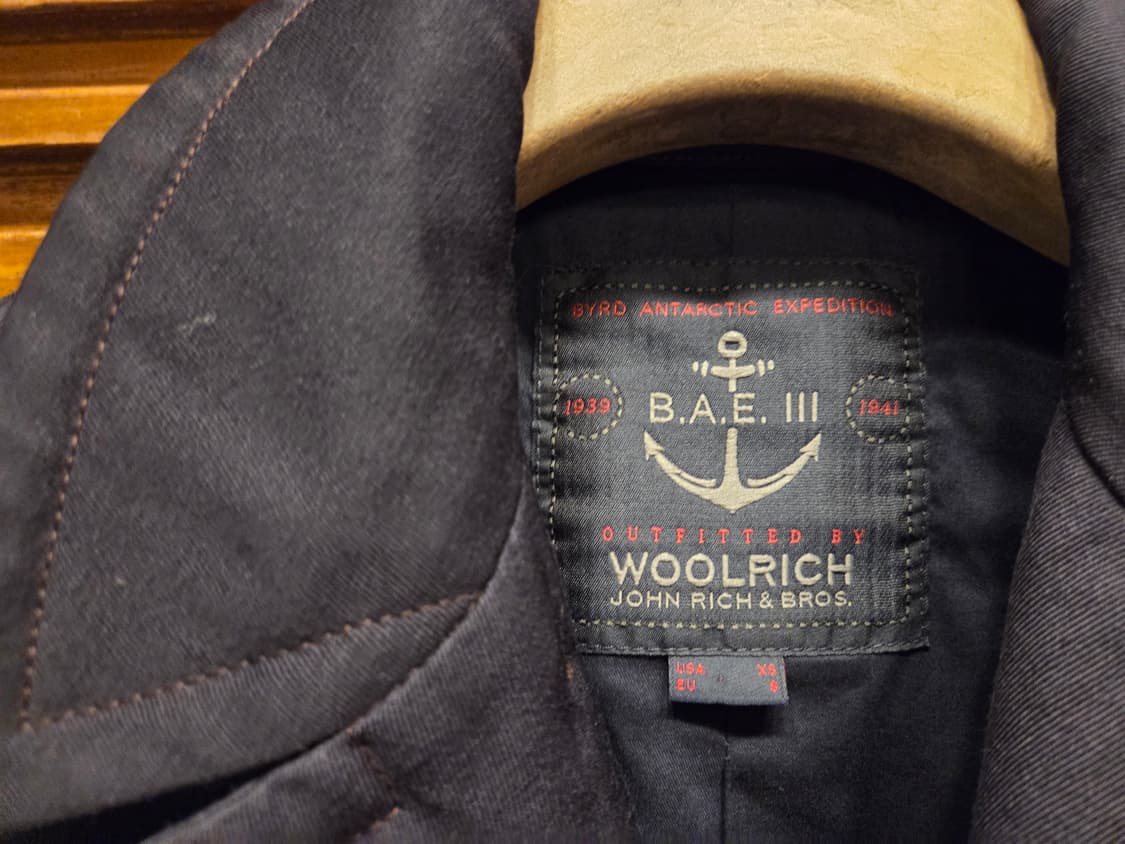 BYRD ANTARCTIC EXPEDITION
1939 B.A.E. III 1941
OUTFITTED BY
WOOLRICH
JOHN RICH & BROS.
USA XS
EU S